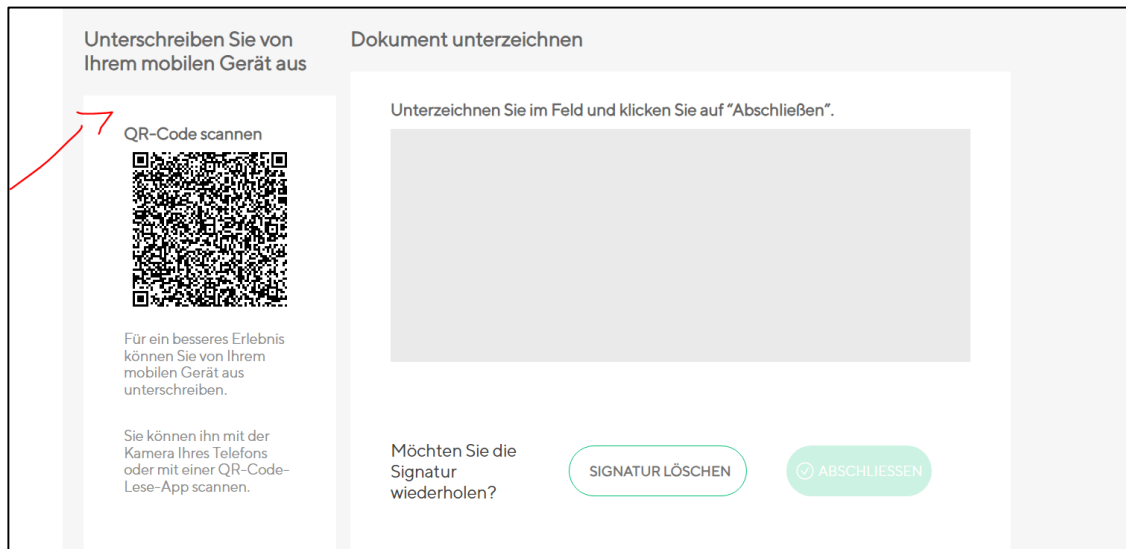 Unterschreiben Sie von
Ihrem mobilen Gerät aus
QR-Code scannen
Für ein besseres Erlebnis
können Sie von Ihrem
mobilen Gerät aus
unterschreiben.
Sie können ihn mit der
Kamera Ihres Telefons
oder mit einer QR-Code-
Lese-App scannen.
Dokument unterzeichnen
Unterzeichnen Sie im Feld und klicken Sie auf “Abschließen”.
Möchten Sie die
Signatur
wiederholen?
SIGNATUR LÖSCHEN
ABSCHLIESSEN